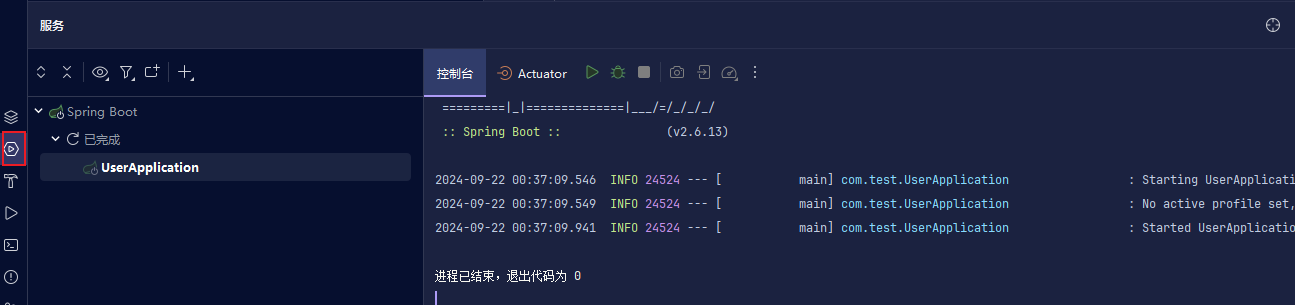 服务
控制台 Actuator
Spring Boot
已完成
UserApplication
=========|_|==============|___/=/_/_/_/
:: Spring Boot :: (v2.6.13)
2024-09-22 00:37:09.546 INFO 24524 --- [ main] com.test.UserApplication : Starting UserApplicati
2024-09-22 00:37:09.549 INFO 24524 --- [ main] com.test.UserApplication : No active profile set,
2024-09-22 00:37:09.941 INFO 24524 --- [ main] com.test.UserApplication : Started UserApplicatio
进程已结束，退出代码为 0